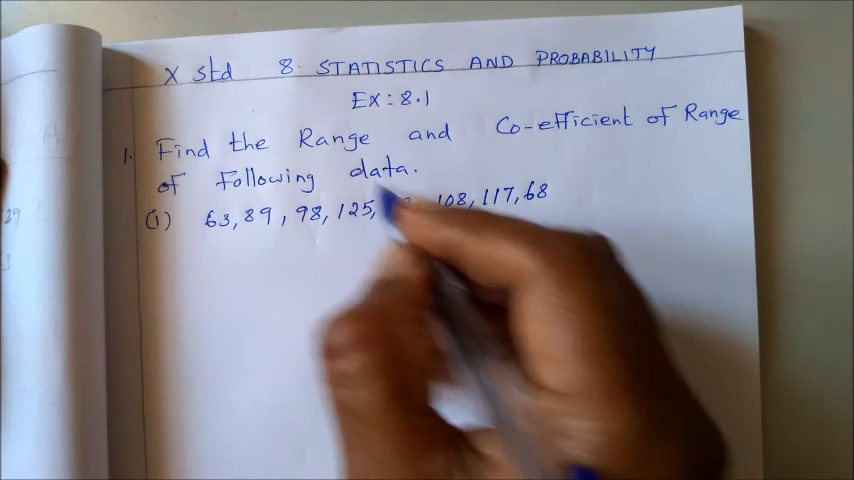 X Std 8. STATISTICS AND PROBABILITY
Ex: 8.1
1. Find the Range and Co-efficient of Range
of following data.
(i) 63, 89, 98, 125, 108, 117, 68